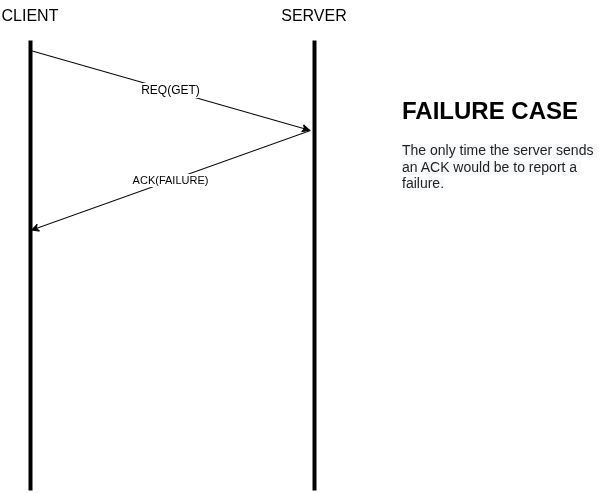 CLIENT
SERVER
REQ(GET)
ACK(FAILURE)
FAILURE CASE
The only time the server sends
an ACK would be to report a
failure.